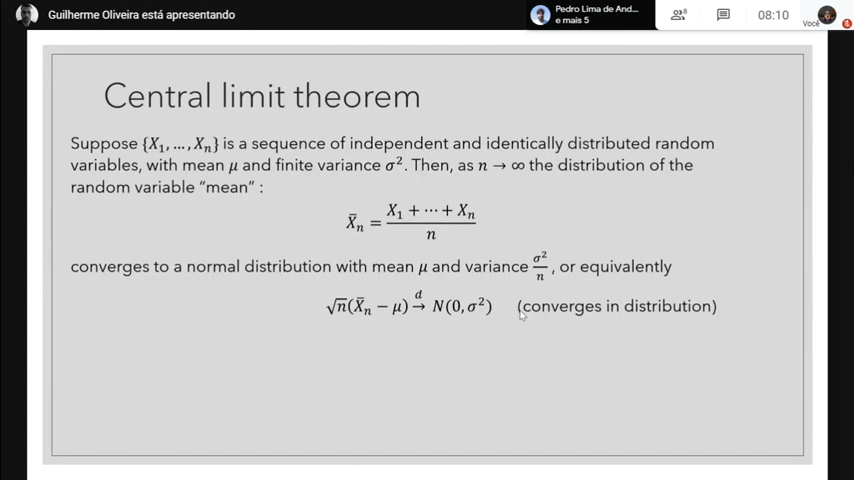 Guilherme Oliveira está apresentando
Pedro Lima de And...
e mais 5
8
08:10
Você
Central limit theorem
Suppose {X₁, ..., Xₙ} is a sequence of independent and identically distributed random
variables, with mean μ and finite variance σ². Then, as n → ∞ the distribution of the
random variable “mean” :
X̄ₙ = (X₁ + ⋯ + Xₙ) / n
converges to a normal distribution with mean μ and variance σ²/n , or equivalently
√n(X̄ₙ − μ) →ᵈ N(0, σ²) (converges in distribution)